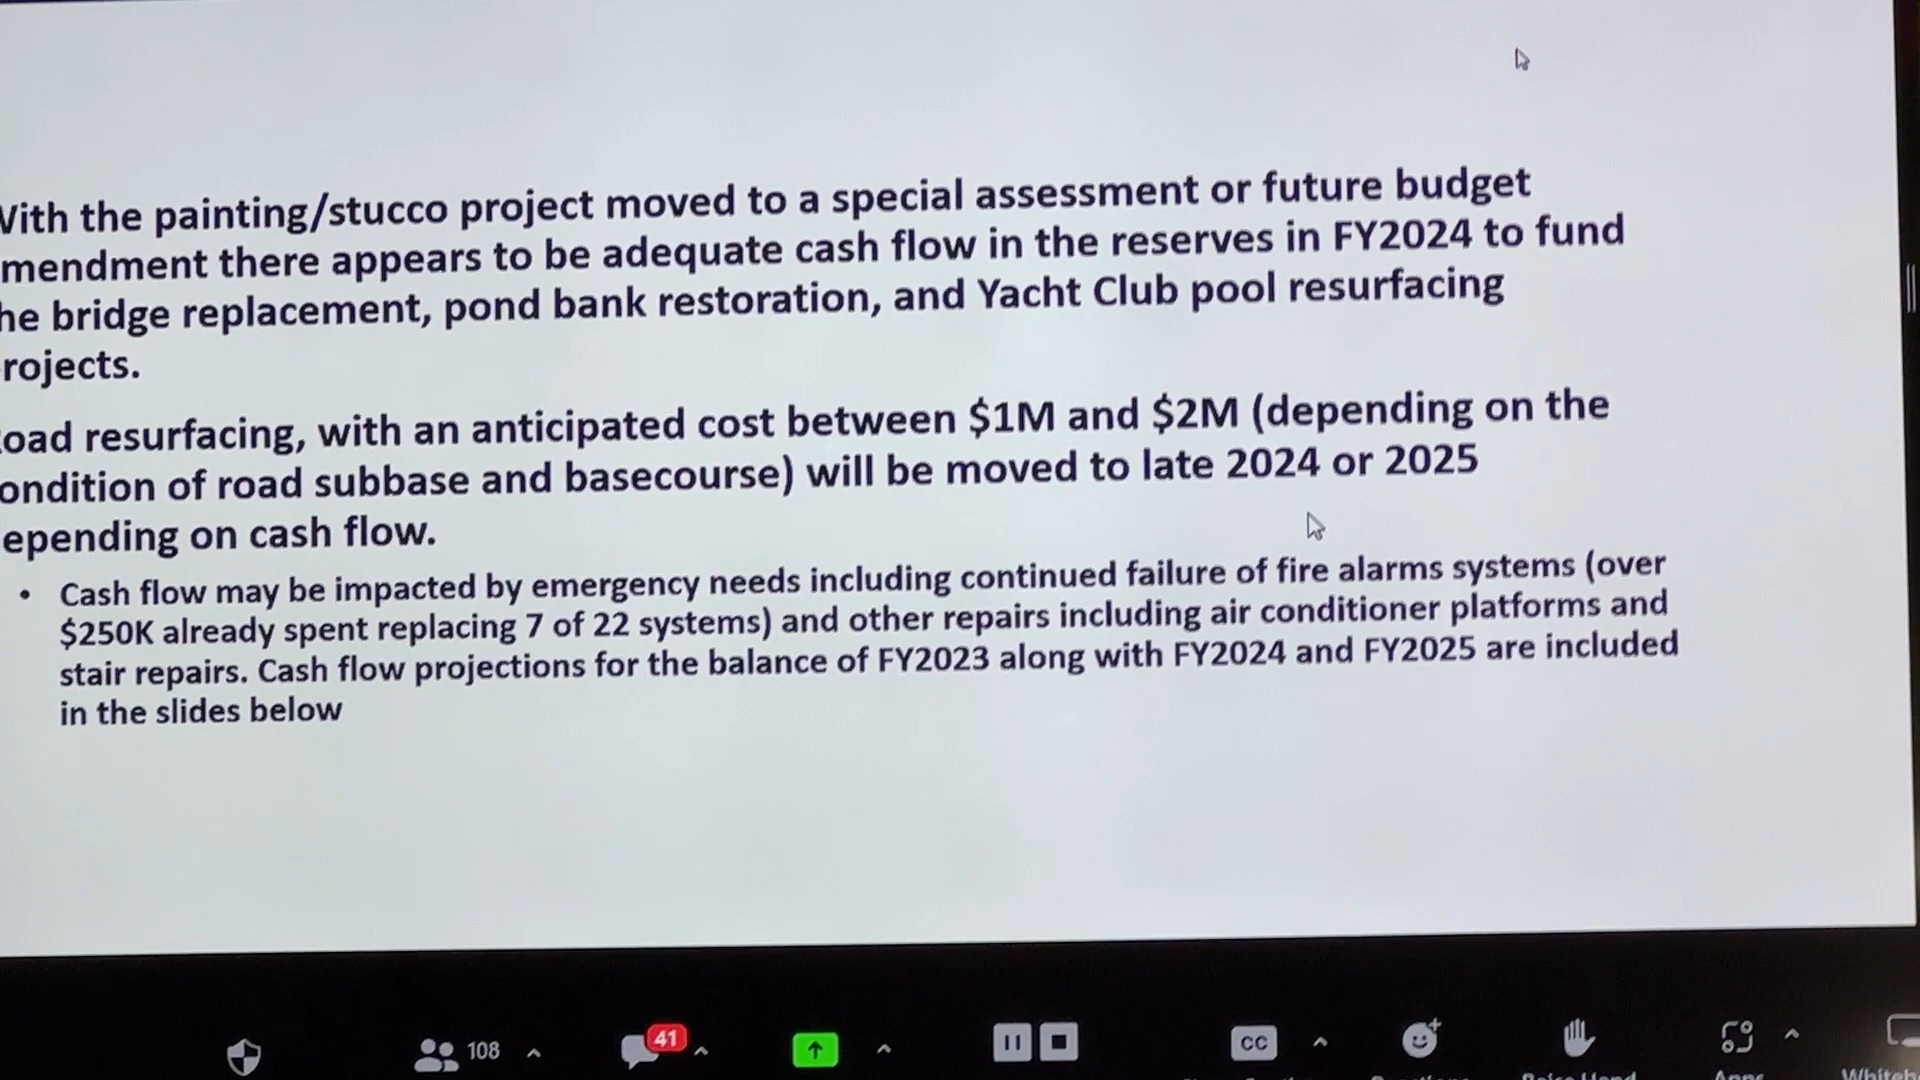 With the painting/stucco project moved to a special assessment or future budget
mendment there appears to be adequate cash flow in the reserves in FY2024 to fund
he bridge replacement, pond bank restoration, and Yacht Club pool resurfacing
rojects.
oad resurfacing, with an anticipated cost between $1M and $2M (depending on the
ondition of road subbase and basecourse) will be moved to late 2024 or 2025
epending on cash flow.
• Cash flow may be impacted by emergency needs including continued failure of fire alarms systems (over
$250K already spent replacing 7 of 22 systems) and other repairs including air conditioner platforms and
stair repairs. Cash flow projections for the balance of FY2023 along with FY2024 and FY2025 are included
in the slides below
108
41
CC